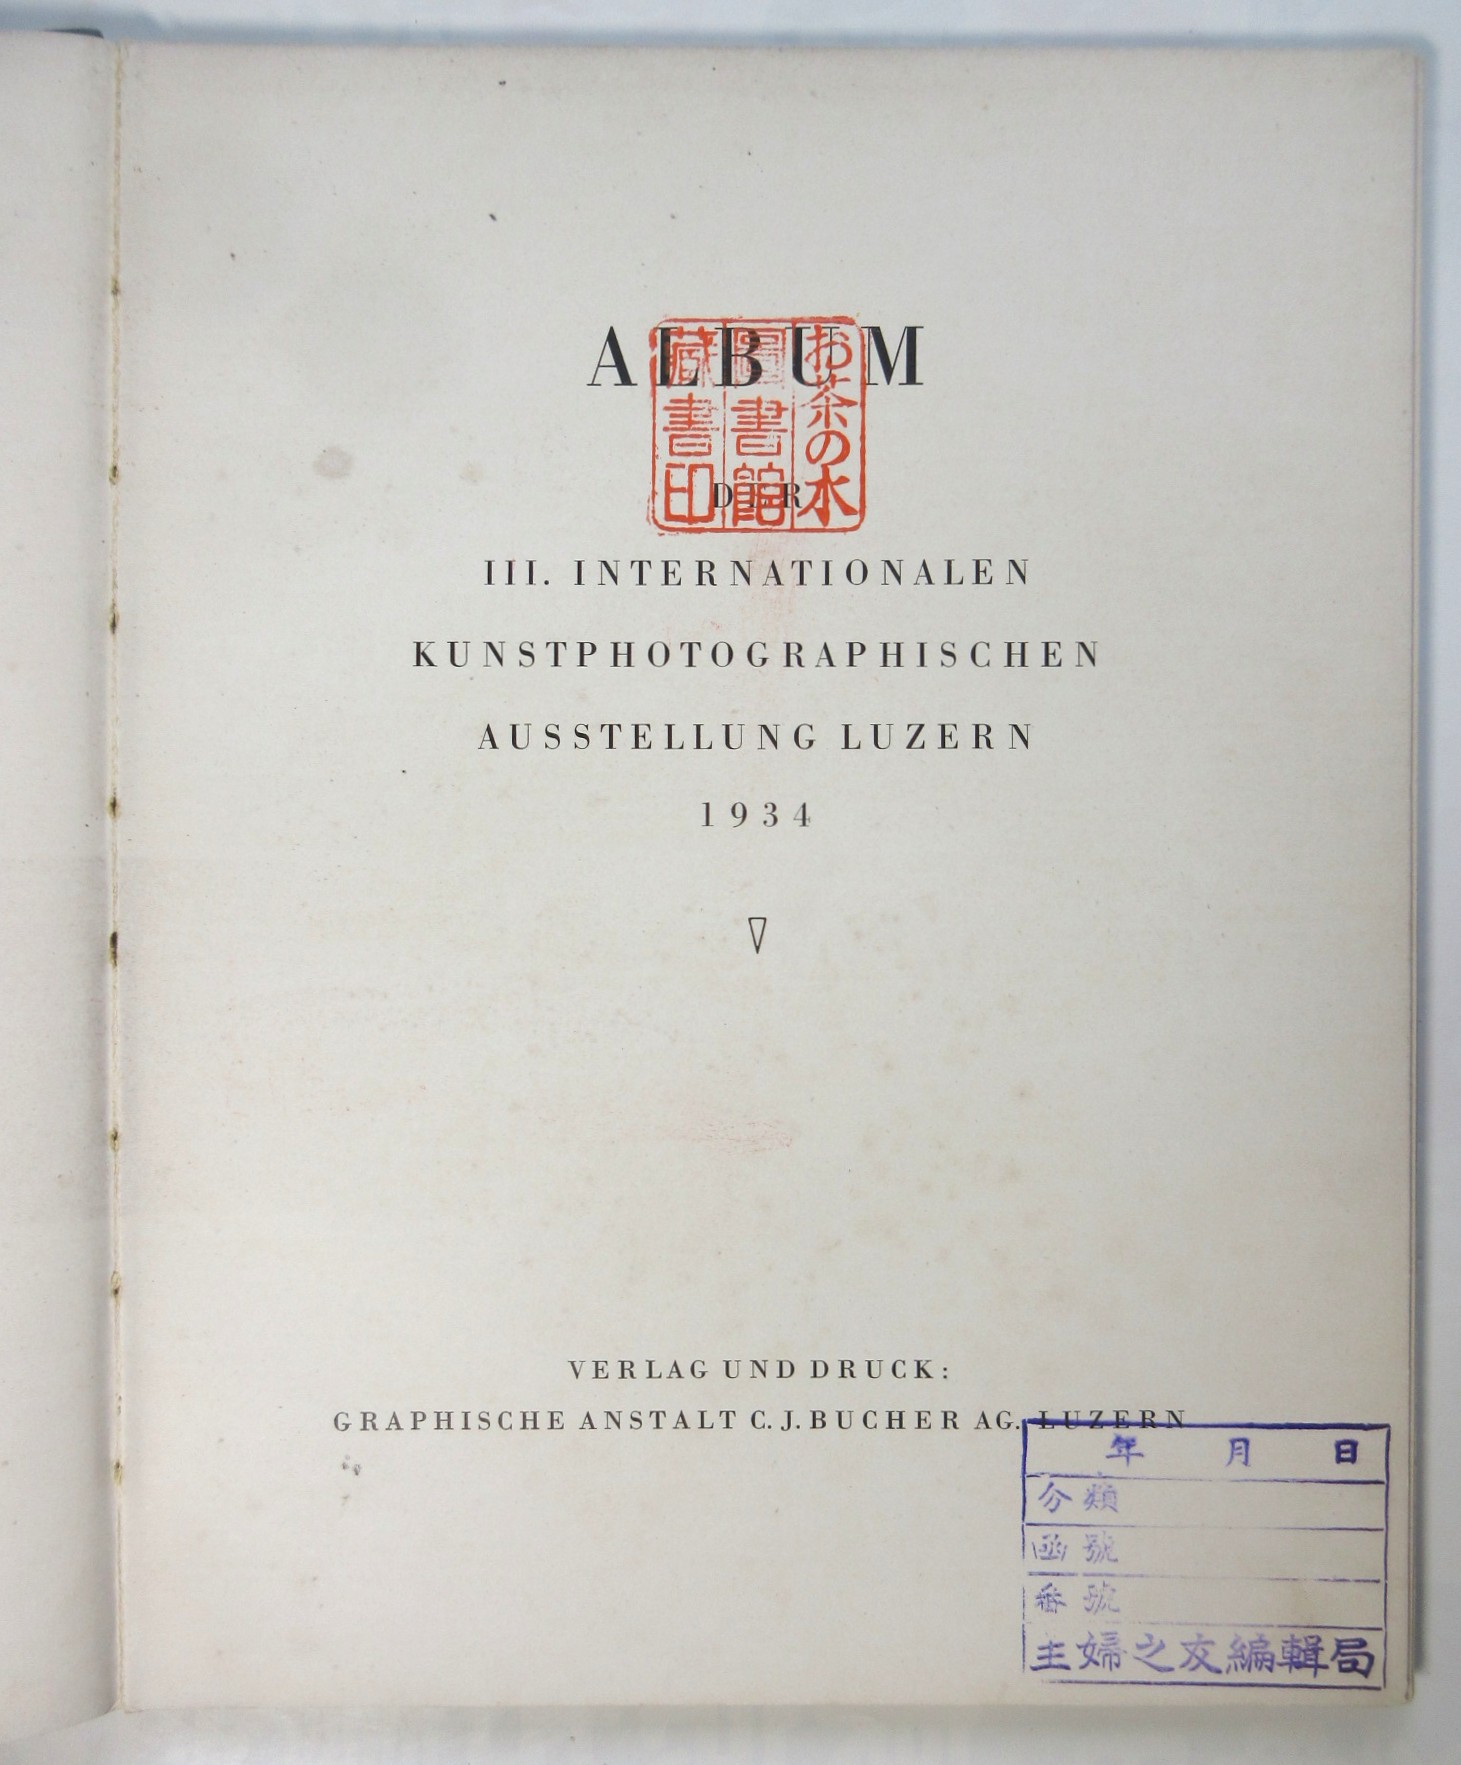 ALBUM
お茶の水
圖書館
藏書印
DER
III. INTERNATIONALEN
KUNSTPHOTOGRAPHISCHEN
AUSSTELLUNG LUZERN
1934
VERLAG UND DRUCK:
GRAPHISCHE ANSTALT C. J. BUCHER AG. LUZERN
年 月 日
分類
函號
番號
主婦之友編輯局